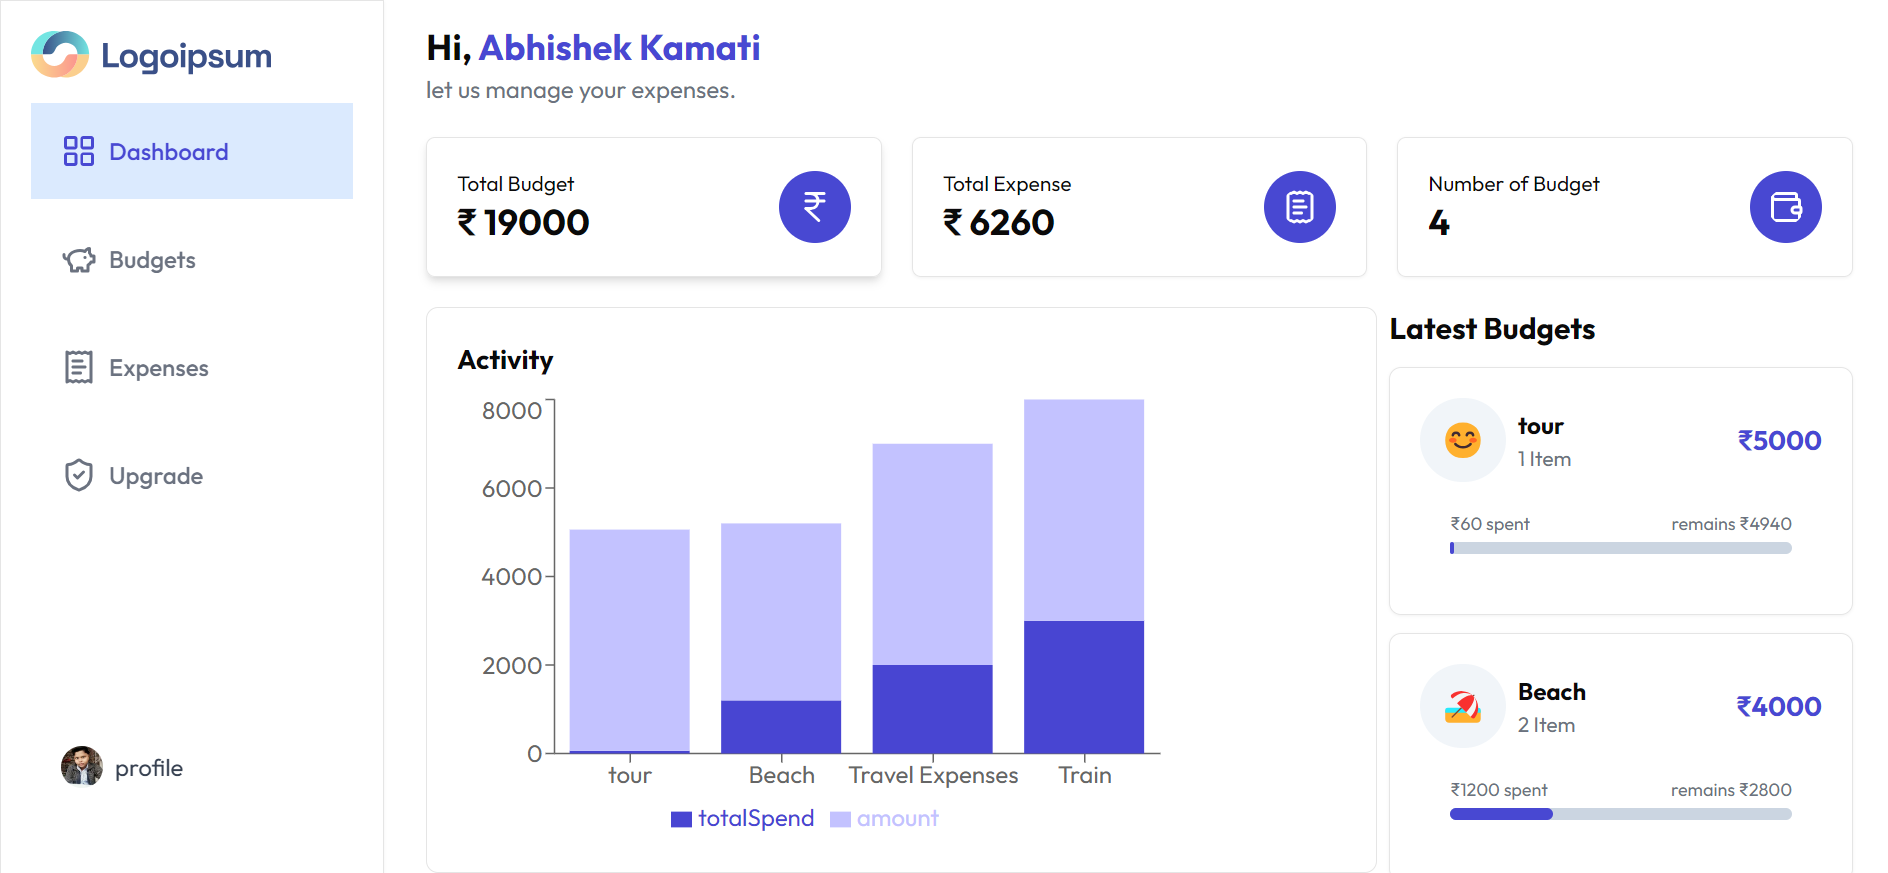 Logoipsum
Dashboard
Budgets
Expenses
Upgrade
profile
Hi, Abhishek Kamati
let us manage your expenses.
Total Budget
₹ 19000
Total Expense
₹ 6260
Number of Budget
4
Activity
8000
6000
4000
2000
0
tour Beach Travel Expenses Train
totalSpend amount
Latest Budgets
tour
1 Item
₹5000
₹60 spent remains ₹4940
Beach
2 Item
₹4000
₹1200 spent remains ₹2800